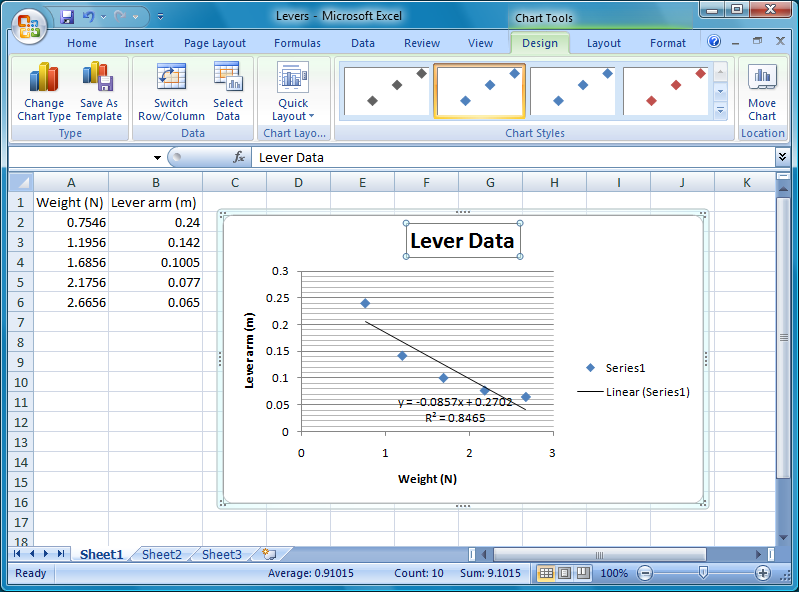 Levers - Microsoft Excel
Chart Tools
Home Insert Page Layout Formulas Data Review View Design Layout Format
Change Chart Type
Save As Template
Switch Row/Column
Select Data
Quick Layout
Move Chart
Type Data Chart Layo... Chart Styles Location
fx Lever Data
A B C D E F G H I J K
1 Weight (N) Lever arm (m)
2 0.7546 0.24
3 1.1956 0.142
4 1.6856 0.1005
5 2.1756 0.077
6 2.6656 0.065
7
8
9
10
11
12
13
14
15
16
17
18
Lever Data
0.3
0.25
0.2
0.15
0.1
0.05
0
Lever arm (m)
y = -0.0857x + 0.2702
R² = 0.8465
0 1 2 3
Weight (N)
Series1
Linear (Series1)
Sheet1 Sheet2 Sheet3
Ready Average: 0.91015 Count: 10 Sum: 9.1015 100%